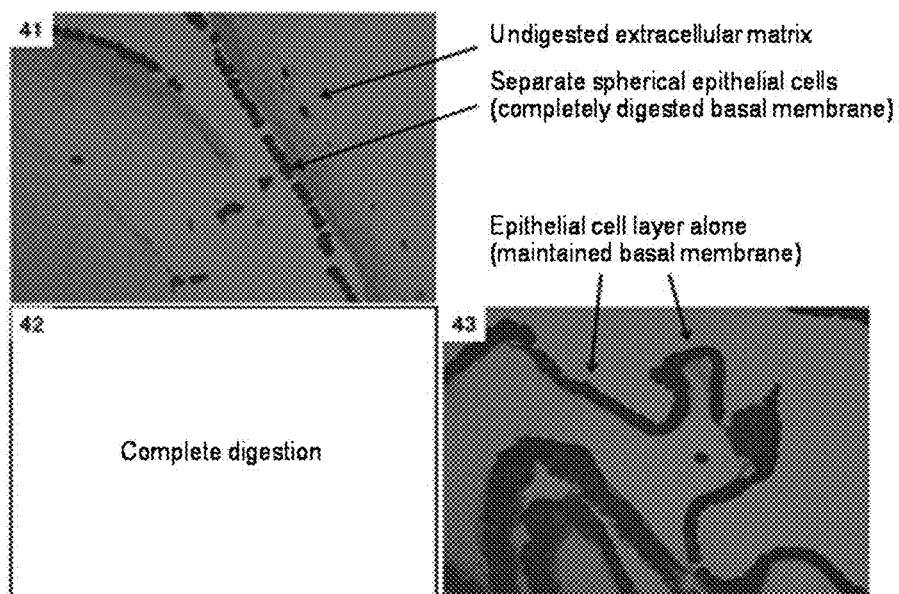 41
Undigested extracellular matrix
Separate spherical epithelial cells
(completely digested basal membrane)
Epithelial cell layer alone
(maintained basal membrane)
42
Complete digestion
43